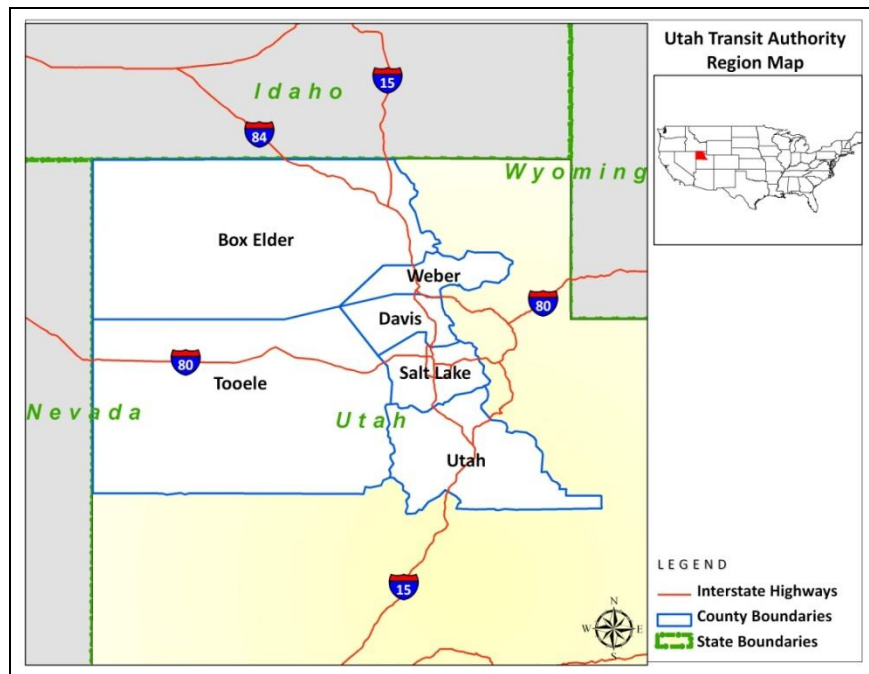 Utah Transit Authority
Region Map
15
Idaho
84
Wyoming
Box Elder
Weber
80
Davis
80
Salt Lake
Tooele
Nevada
Utah
Utah
15
N
W
E
S
LEGEND
Interstate Highways
County Boundaries
State Boundaries